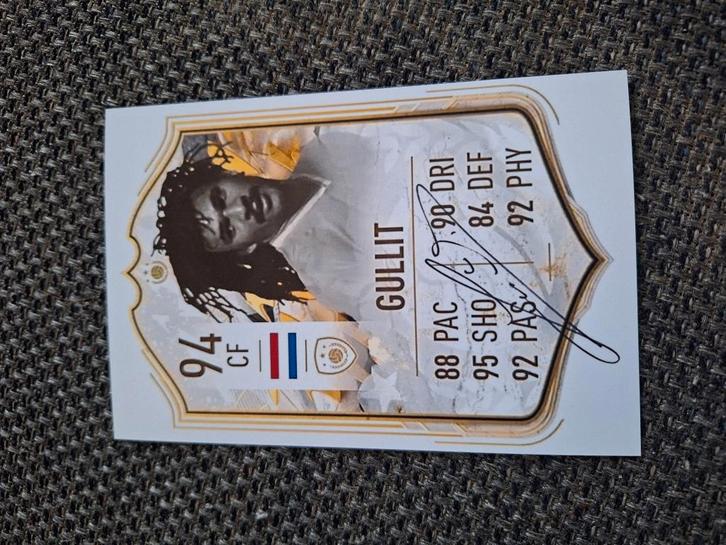 94
CF
GULLIT
88 PAC 90 DRI
95 SHO 84 DEF
92 PAS 92 PHY